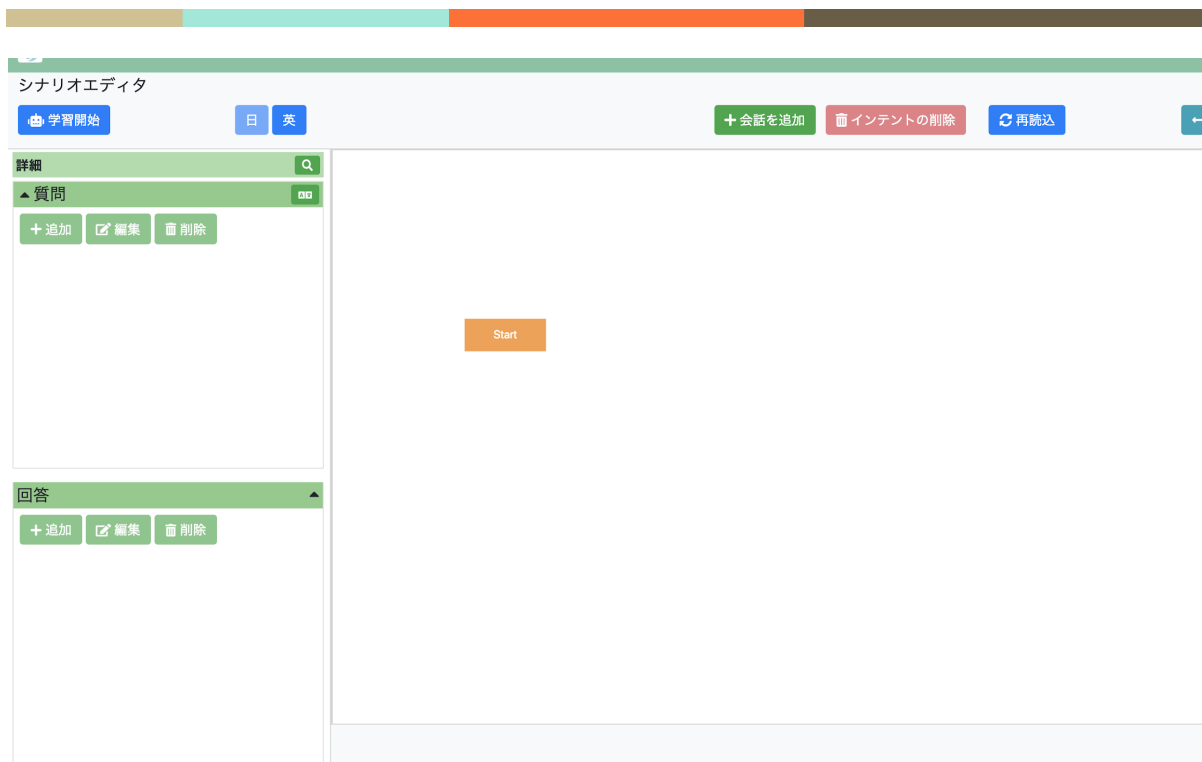 シナリオエディタ
学習開始 日 英 会話を追加 インテントの削除 再読込
詳細
質問
追加 編集 削除
Start
回答
追加 編集 削除